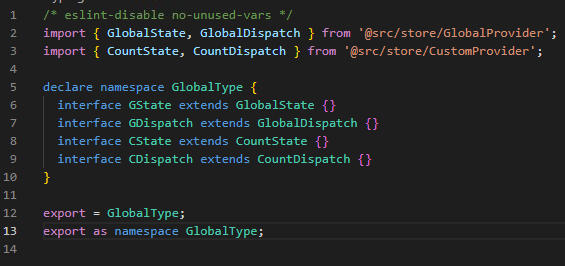 1 /* eslint-disable no-unused-vars */
2 import { GlobalState, GlobalDispatch } from '@src/store/GlobalProvider';
3 import { CountState, CountDispatch } from '@src/store/CustomProvider';
4
5 declare namespace GlobalType {
6 interface GState extends GlobalState {}
7 interface GDispatch extends GlobalDispatch {}
8 interface CState extends CountState {}
9 interface CDispatch extends CountDispatch {}
10 }
11
12 export = GlobalType;
13 export as namespace GlobalType;
14